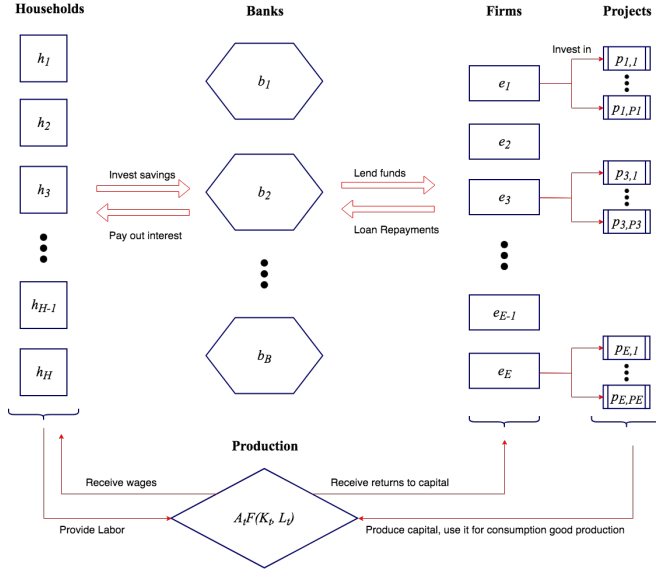 Households
Banks
Firms
Projects
h1
h2
h3
hH-1
hH
Invest savings
Pay out interest
b1
b2
bB
Lend funds
Loan Repayments
e1
e2
e3
eE-1
eE
Invest in
p1,1
p1,P1
p3,1
p3,P3
pE,1
pE,PE
Production
Receive wages
Receive returns to capital
AtF(Kt, Lt)
Provide Labor
Produce capital, use it for consumption good production